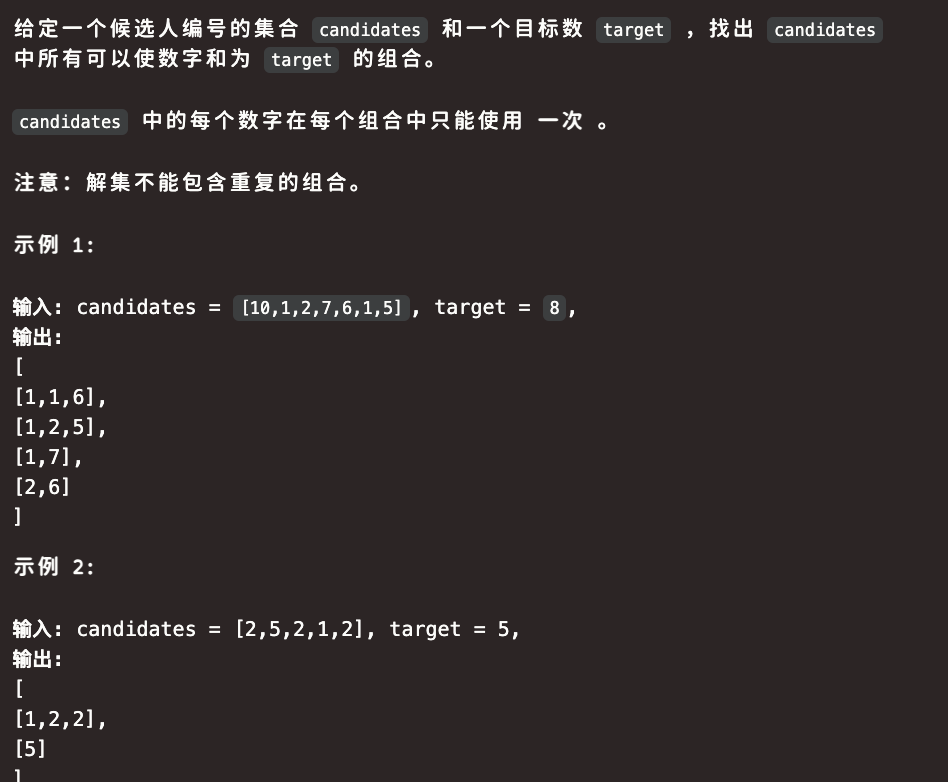 给定一个候选人编号的集合 candidates 和一个目标数 target ，找出 candidates
中所有可以使数字和为 target 的组合。
candidates 中的每个数字在每个组合中只能使用 一次 。
注意：解集不能包含重复的组合。
示例 1:
输入: candidates = [10,1,2,7,6,1,5], target = 8,
输出:
[
[1,1,6],
[1,2,5],
[1,7],
[2,6]
]
示例 2:
输入: candidates = [2,5,2,1,2], target = 5,
输出:
[
[1,2,2],
[5]
]